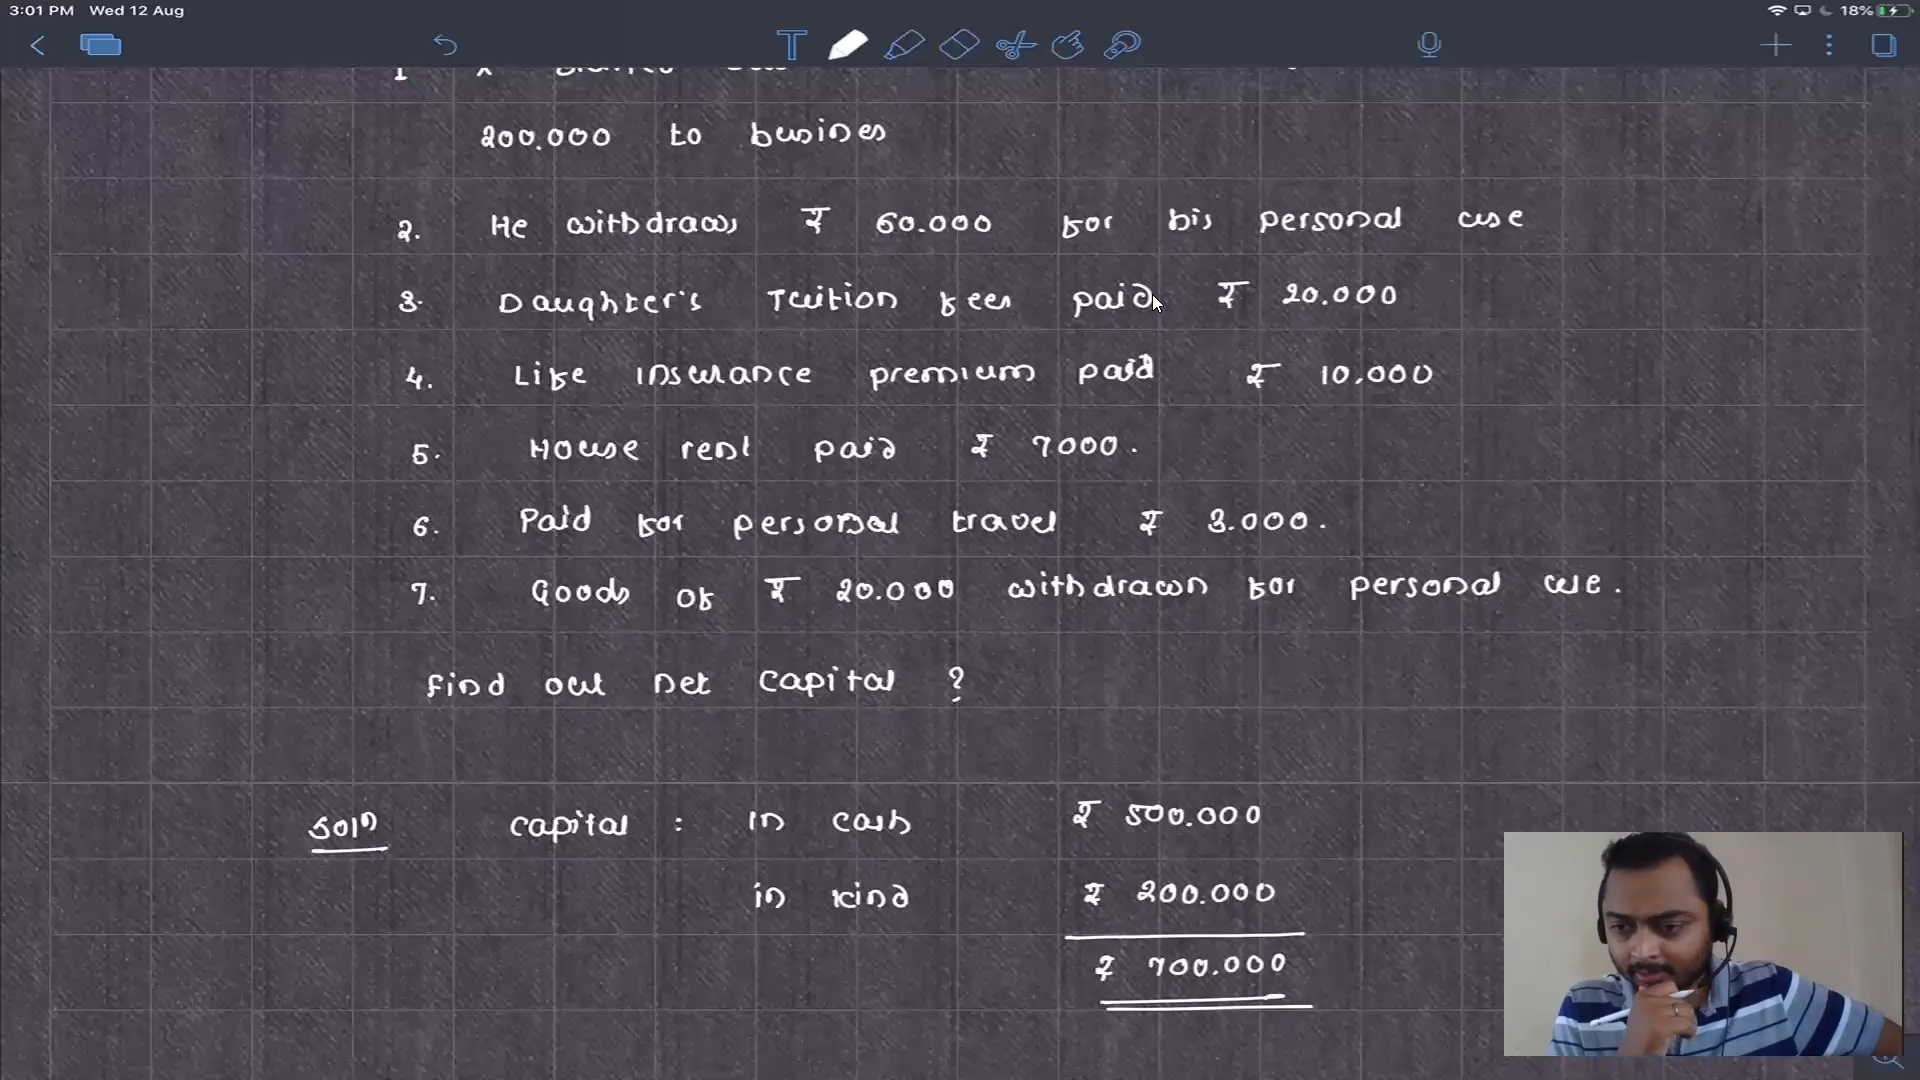 3:01 PM Wed 12 Aug
18%
T
200.000 to busines
2. He withdraws ₹ 60.000 for his personal use
3. Daughter's Tuition fees paid ₹ 20.000
4. Life insurance premium paid ₹ 10.000
5. House rent paid ₹ 7000.
6. Paid for personal travel ₹ 3.000.
7. Goods of ₹ 20.000 withdrawn for personal use.
Find out net capital ?
Soln capital : in cash ₹ 500.000
in kind ₹ 200.000
₹ 700.000